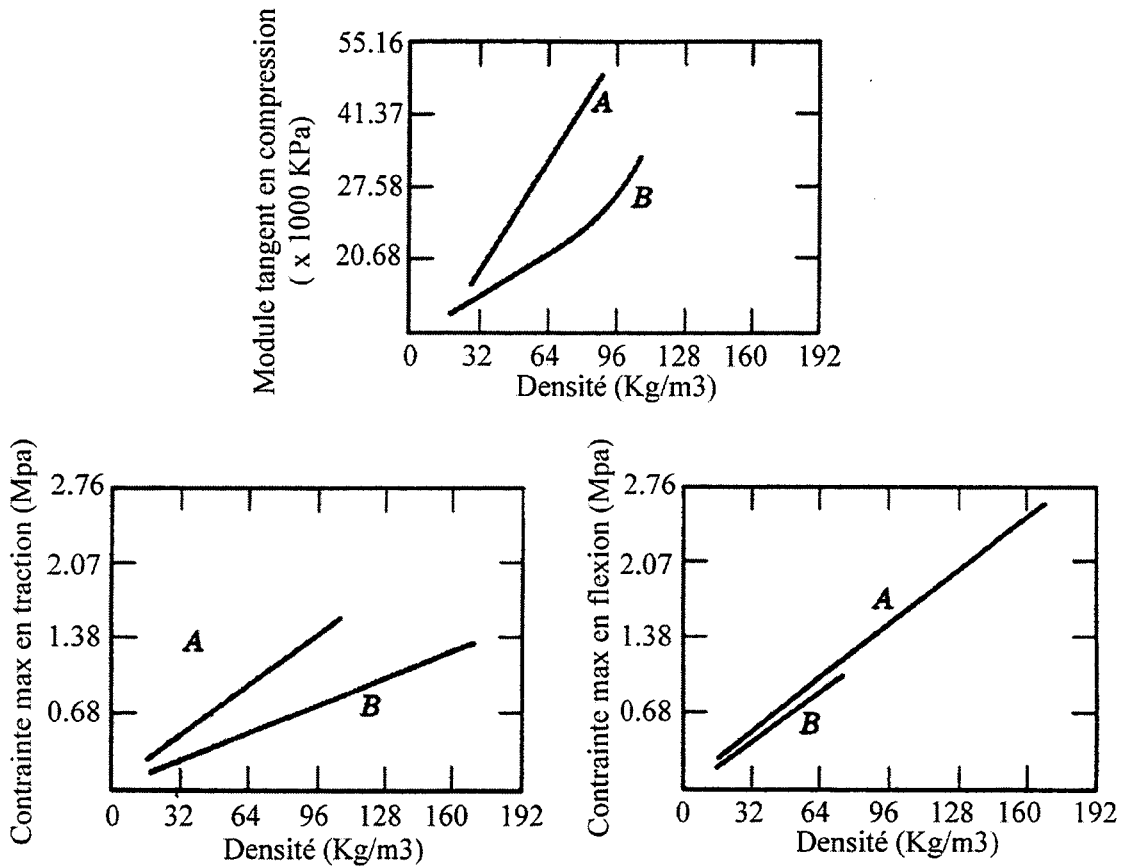 Module tangent en compression
( x 1000 KPa)
55.16
41.37
27.58
20.68
A
B
0 32 64 96 128 160 192
Densité (Kg/m3)
Contrainte max en traction (Mpa)
2.76
2.07
1.38
0.68
A
B
0 32 64 96 128 160 192
Densité (Kg/m3)
Contrainte max en flexion (Mpa)
2.76
2.07
1.38
0.68
A
B
0 32 64 96 128 160 192
Densité (Kg/m3)